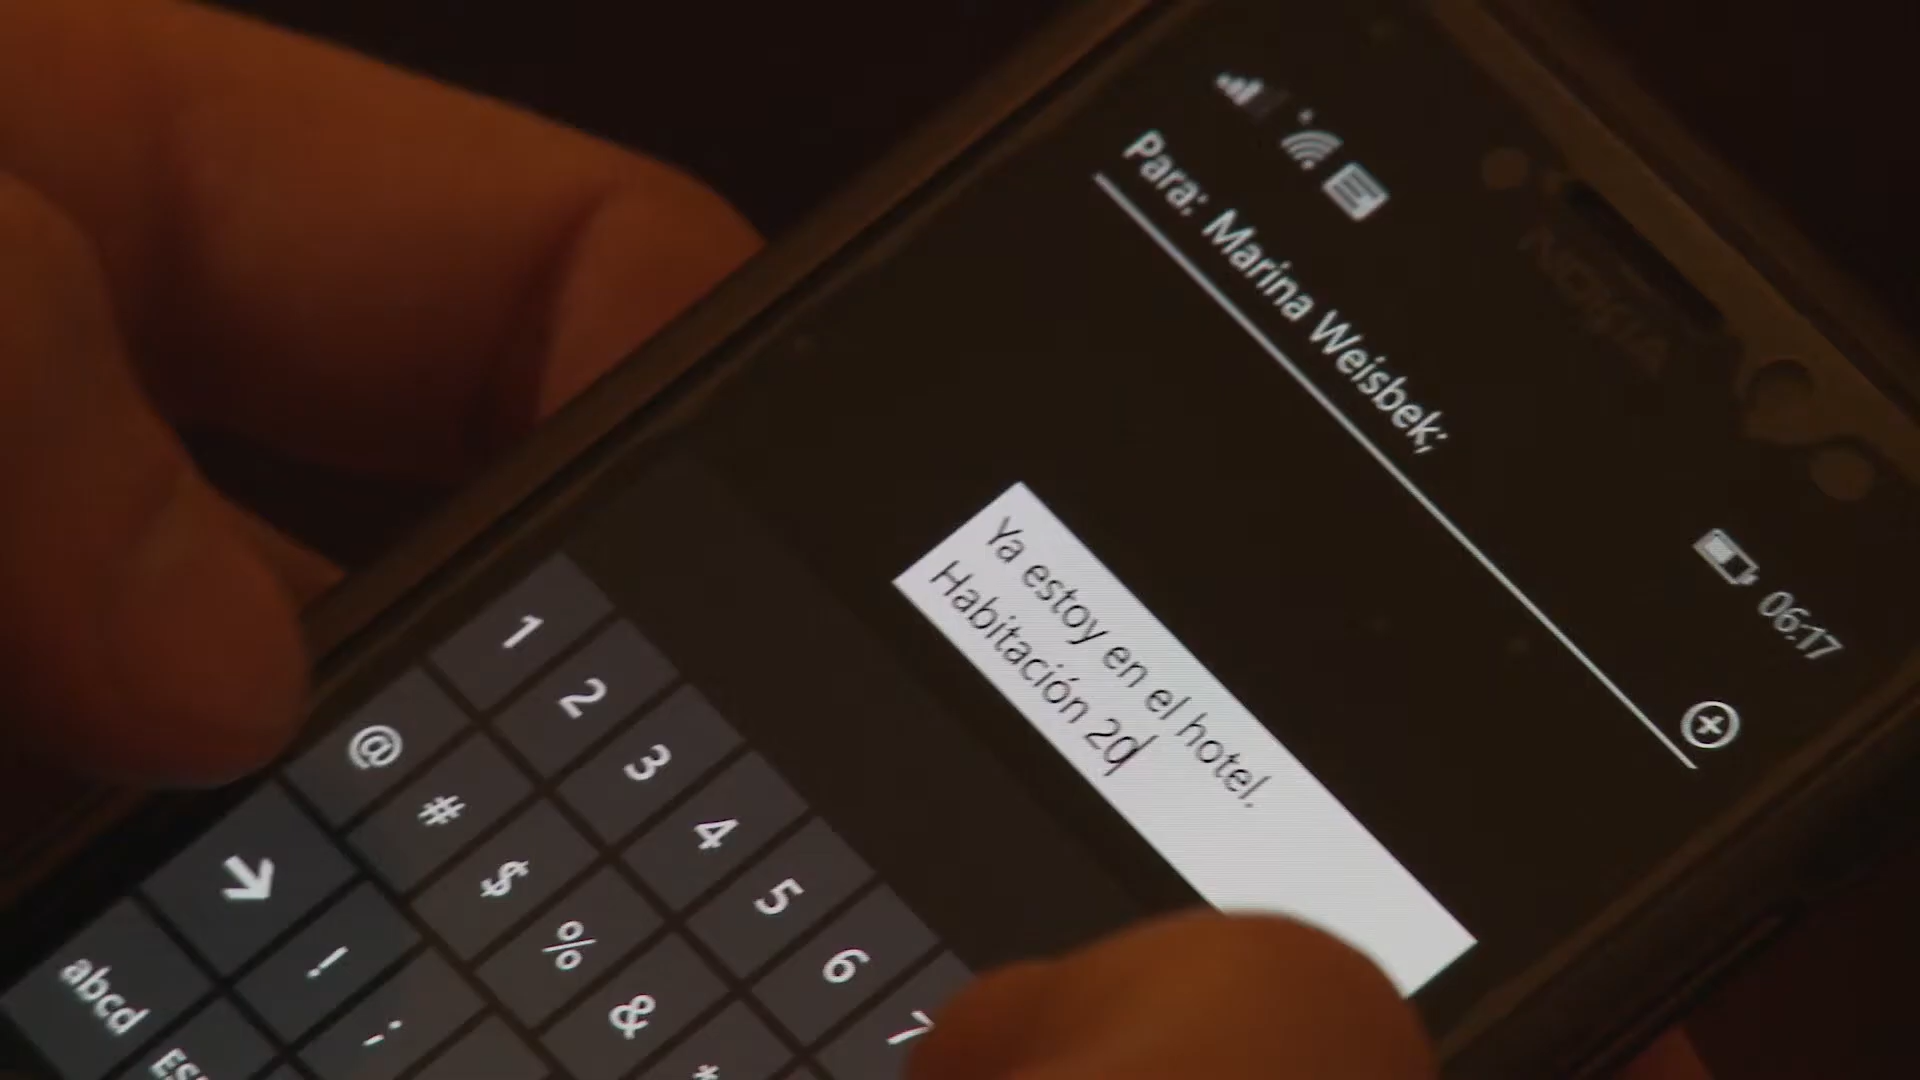 NOKIA
06:17
Para: Marina Weisbek;
Ya estoy en el hotel.
Habitación 20
1 2 3 4 5 6 7
@ # $ % & *
! ;
abcd